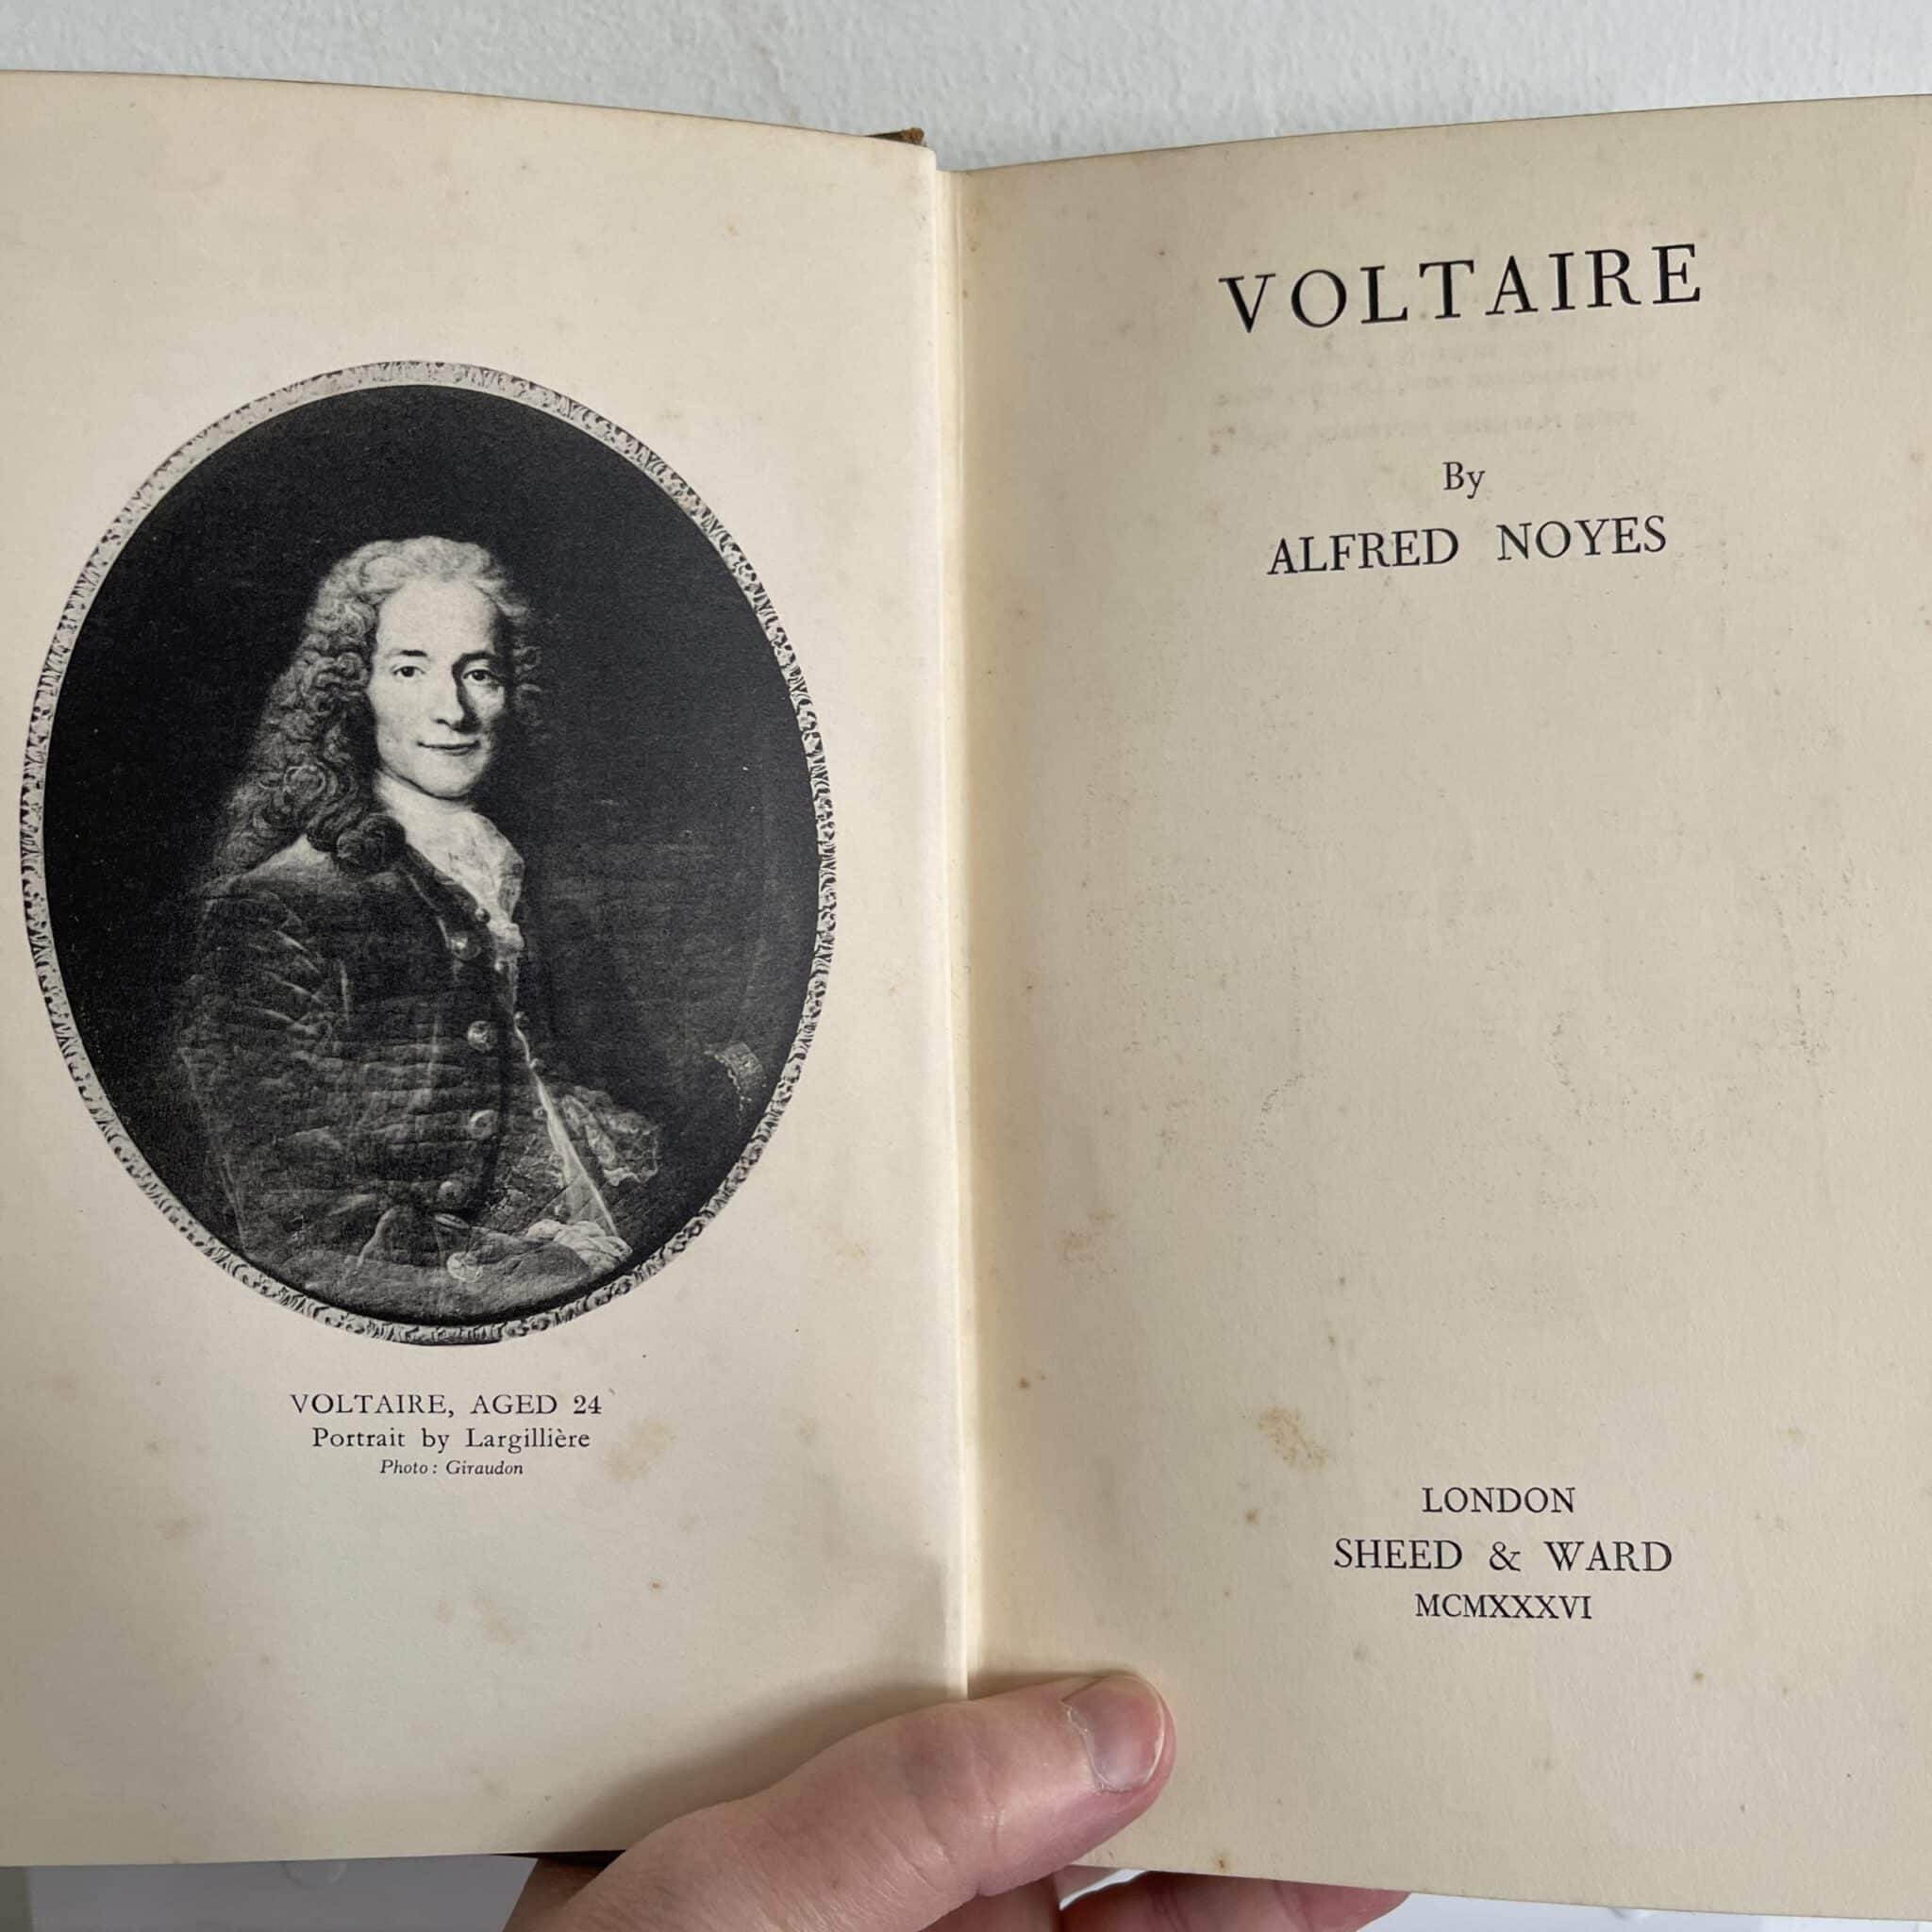 VOLTAIRE, AGED 24
Portrait by Largillière
Photo: Giraudon
VOLTAIRE
By
ALFRED NOYES
LONDON
SHEED & WARD
MCMXXXVI